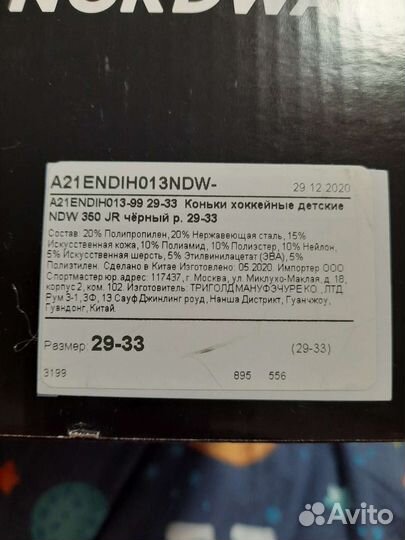 NORDWA
A21ENDIH013NDW-
29.12.2020
A21ENDIH013-99 29-33 Коньки хоккейные детские
NDW 350 JR чёрный р. 29-33
Состав: 20% Полипропилен, 20% Нержавеющая сталь, 15%
Искусственная кожа, 10% Полиамид, 10% Полиэстер, 10% Нейлон,
5% Искусственная шерсть, 5% Этилвинилацетат (ЭВА), 5%
Полиэтилен. Сделано в Китае Изготовлено: 05.2020. Импортер ООО
Спортмастер юр.адрес: 117437, г. Москва, ул. Миклухо-Маклая, д. 18,
корпус 2, ком. 102. Изготовитель: ТРИГОЛД МАНУФЭЧУРЕ КО., ЛТД.
Рум 3-1, 3Ф, 13 Сауф Джинлинг роуд, Нанша Дистрикт, Гуанчжоу,
Гуандонг, Китай.
Размер: 29-33
(29-33)
3199
895 556
Avito